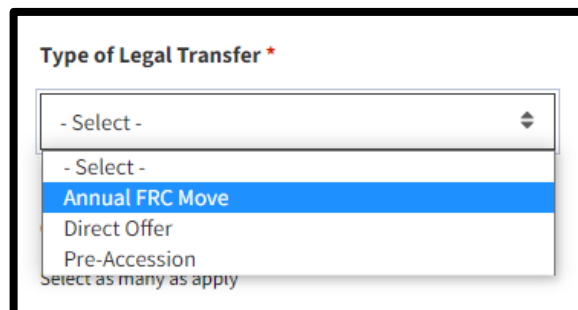 Type of Legal Transfer *
- Select -
- Select -
Annual FRC Move
Direct Offer
Pre-Accession
Select as many as apply